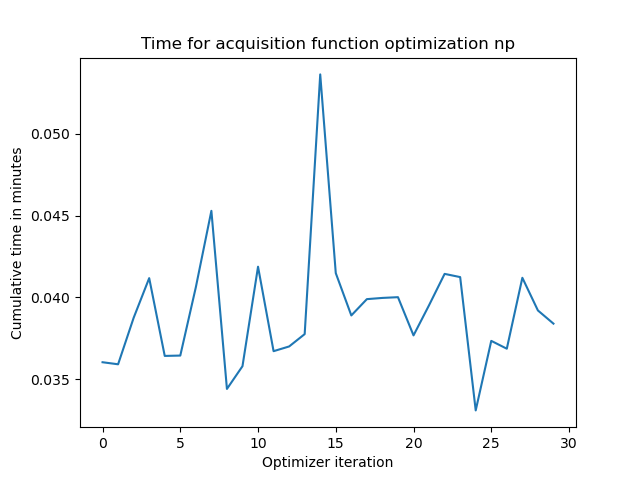 Time for acquisition function optimization np
Cumulative time in minutes
0.050
0.045
0.040
0.035
0 5 10 15 20 25 30
Optimizer iteration